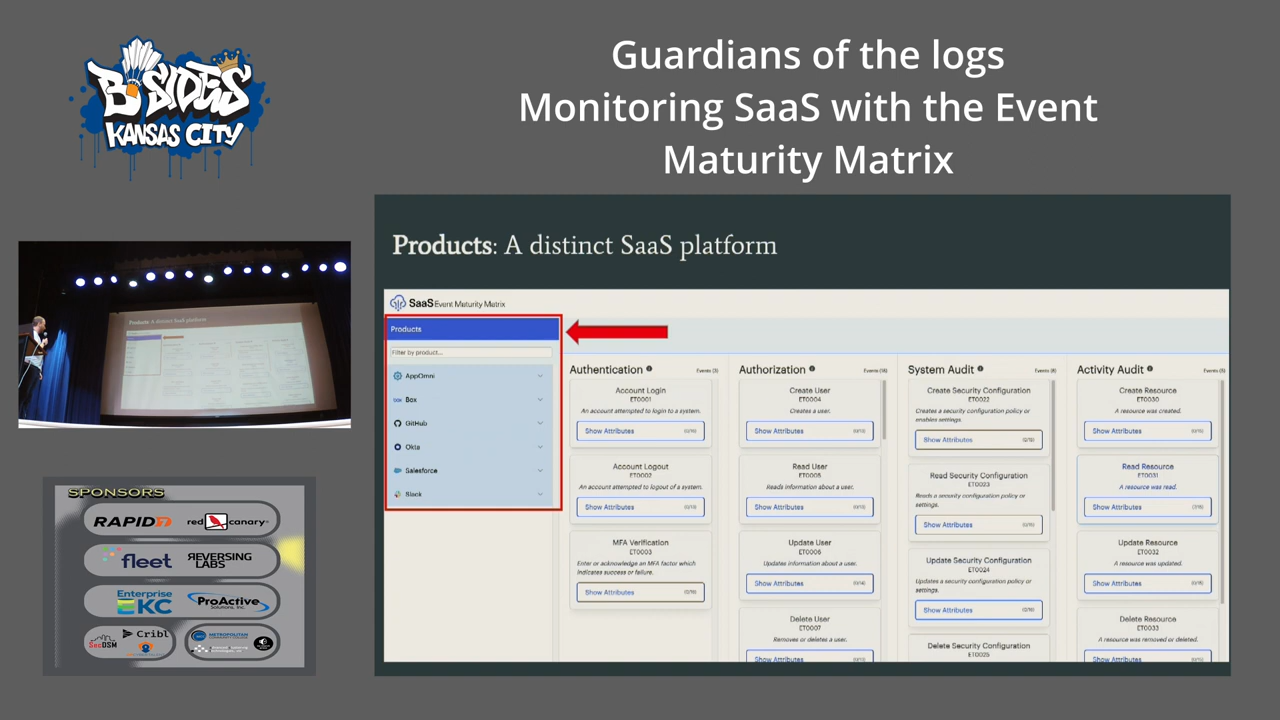 B-SIDES
KANSAS CITY
Guardians of the logs
Monitoring SaaS with the Event
Maturity Matrix
Products: A distinct SaaS platform
SaaS Event Maturity Matrix
Products
Filter by product...
AppOmni
Box
GitHub
Okta
Salesforce
Slack
Authentication
Account Login
ET0001
An account attempted to login to a system.
Show Attributes
Account Logout
ET0002
An account attempted to logout of a system.
Show Attributes
MFA Verification
ET0003
Enter or acknowledge an MFA factor which
indicates success or failure.
Show Attributes
Authorization
Create User
ET0004
Creates a user.
Show Attributes
Read User
ET0005
Reads information about a user.
Show Attributes
Update User
ET0006
Updates information about a user.
Show Attributes
Delete User
ET0007
Removes or deletes a user.
Show Attributes
System Audit
Create Security Configuration
ET0022
Creates a security configuration policy or
enables settings.
Show Attributes
Read Security Configuration
ET0023
Reads a security configuration policy or
settings.
Show Attributes
Update Security Configuration
ET0024
Updates a security configuration policy or
settings.
Show Attributes
Delete Security Configuration
ET0025
Activity Audit
Create Resource
ET0030
A resource was created.
Show Attributes
Read Resource
ET0031
A resource was read.
Show Attributes
Update Resource
ET0032
A resource was updated.
Show Attributes
Delete Resource
ET0033
A resource was removed or deleted.
Show Attributes
Products: A distinct SaaS platform
SPONSORS
RAPID7
red canary
fleet
REVERSING
LABS
Enterprise
KC
ProActive
Solutions, Inc.
SecDSM
Cribl
METROPOLITAN